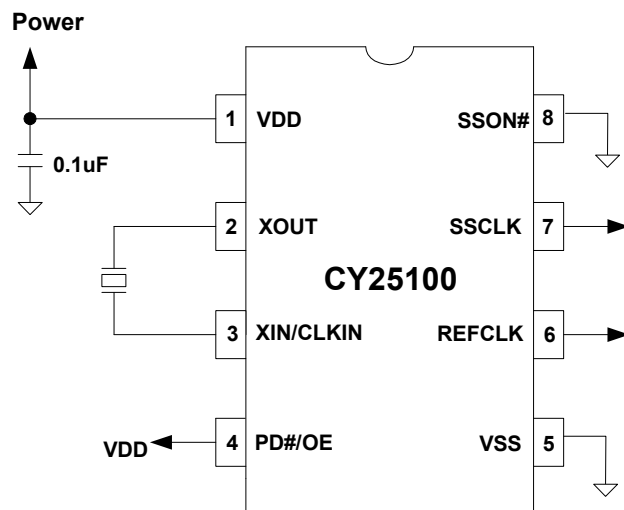 Power
1 VDD SSON# 8
0.1uF
2 XOUT SSCLK 7
CY25100
3 XIN/CLKIN REFCLK 6
VDD 4 PD#/OE VSS 5